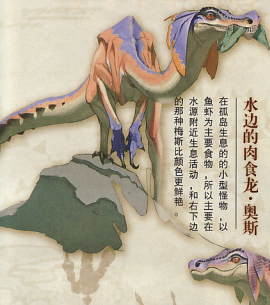 水边的肉食龙·奥斯
在孤岛生息的的小型怪物，以
鱼虾为主要食物，所以主要在
水源附近生息活动，和右下边
的那种梅斯比颜色更鲜艳。